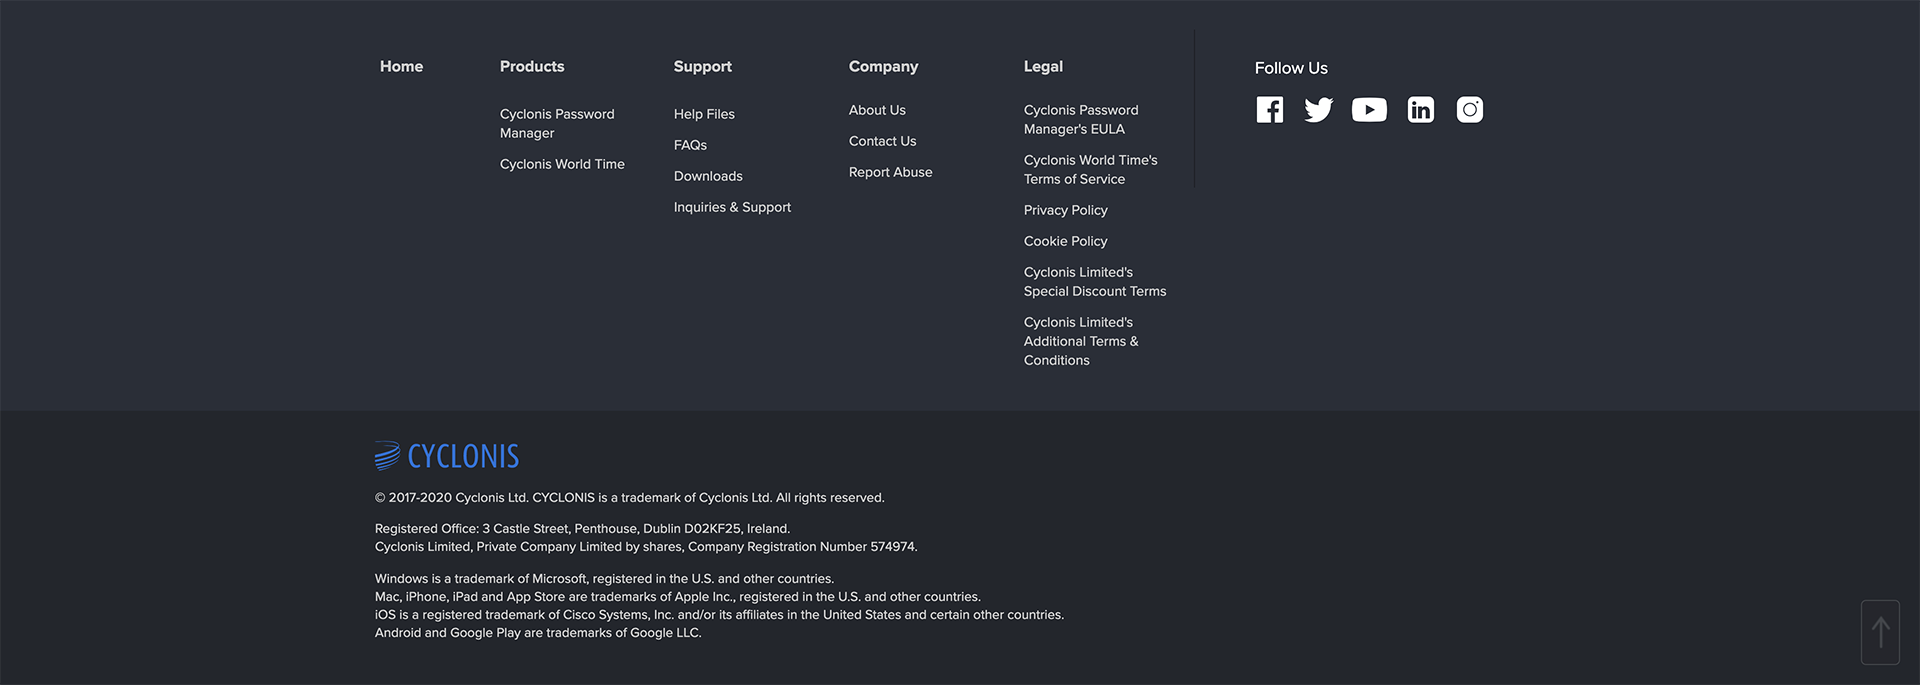 Home
Products
Cyclonis Password
Manager
Cyclonis World Time
Support
Help Files
FAQs
Downloads
Inquiries & Support
Company
About Us
Contact Us
Report Abuse
Legal
Cyclonis Password
Manager's EULA
Cyclonis World Time's
Terms of Service
Privacy Policy
Cookie Policy
Cyclonis Limited's
Special Discount Terms
Cyclonis Limited's
Additional Terms &
Conditions
Follow Us
in
CYCLONIS
© 2017-2020 Cyclonis Ltd. CYCLONIS is a trademark of Cyclonis Ltd. All rights reserved.
Registered Office: 3 Castle Street, Penthouse, Dublin D02KF25, Ireland.
Cyclonis Limited, Private Company Limited by shares, Company Registration Number 574974.
Windows is a trademark of Microsoft, registered in the U.S. and other countries.
Mac, iPhone, iPad and App Store are trademarks of Apple Inc., registered in the U.S. and other countries.
iOS is a registered trademark of Cisco Systems, Inc. and/or its affiliates in the United States and certain other countries.
Android and Google Play are trademarks of Google LLC.